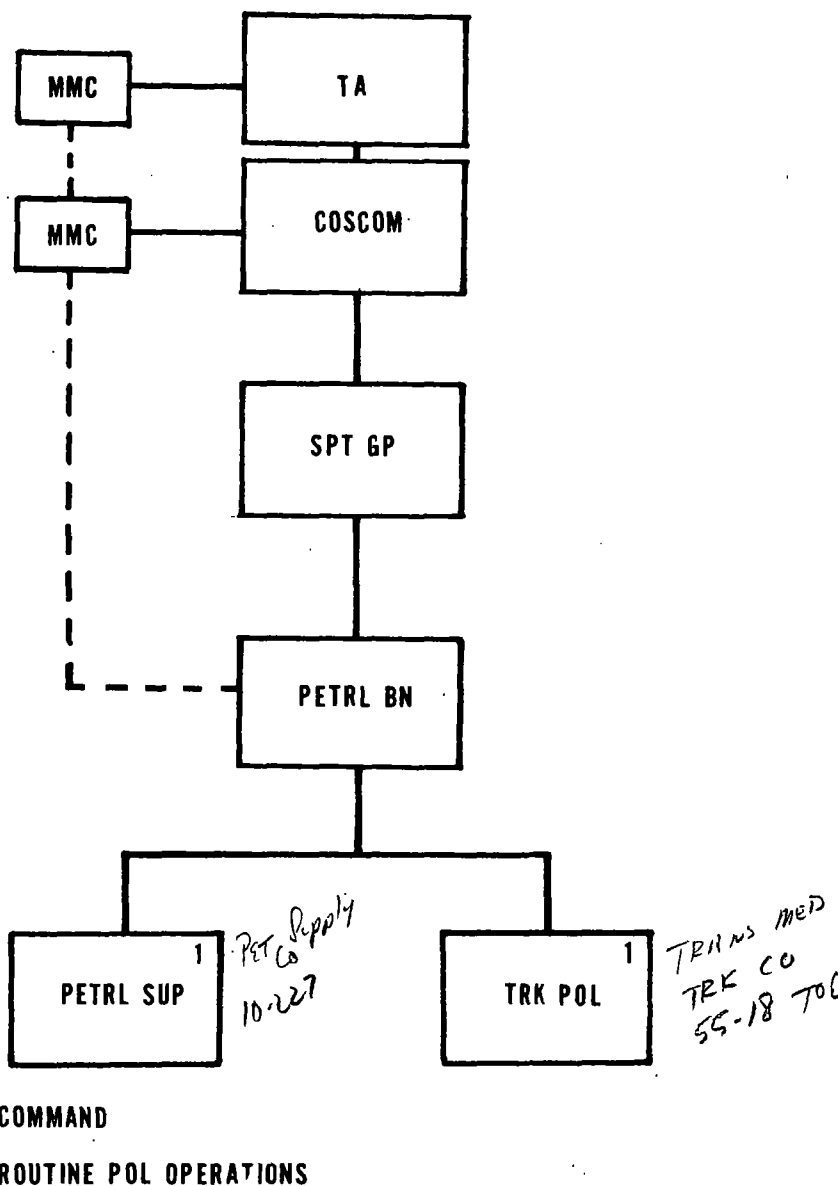 MMC
TA
MMC
COSCOM
SPT GP
PETRL BN
1
PETRL SUP
PET Supply
Co
10-227
1
TRK POL
TRANS MED
TRK CO
55-18 TOE
COMMAND
ROUTINE POL OPERATIONS